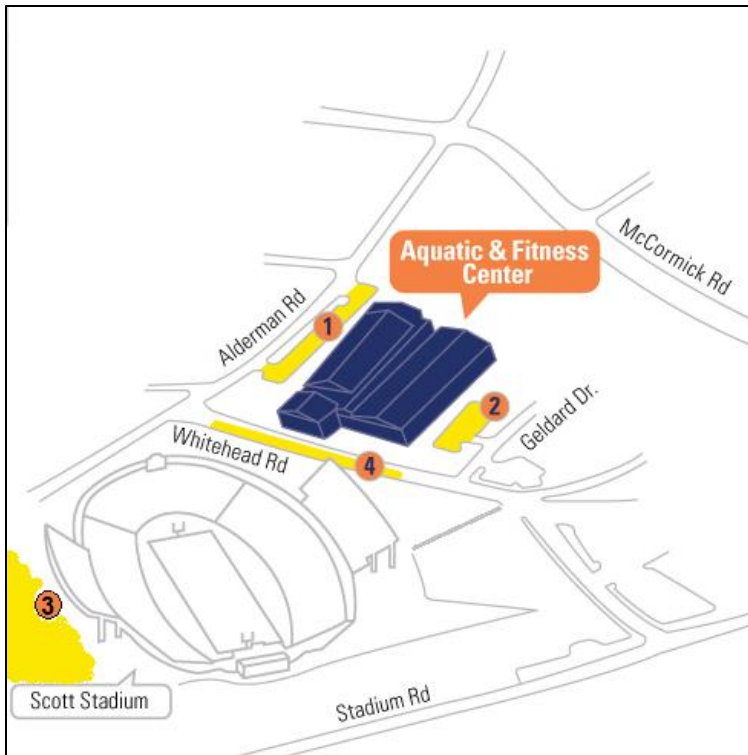 McCormick Rd
Aquatic & Fitness
Center
Alderman Rd
1
2
Geldard Dr.
Whitehead Rd
4
3
Scott Stadium
Stadium Rd